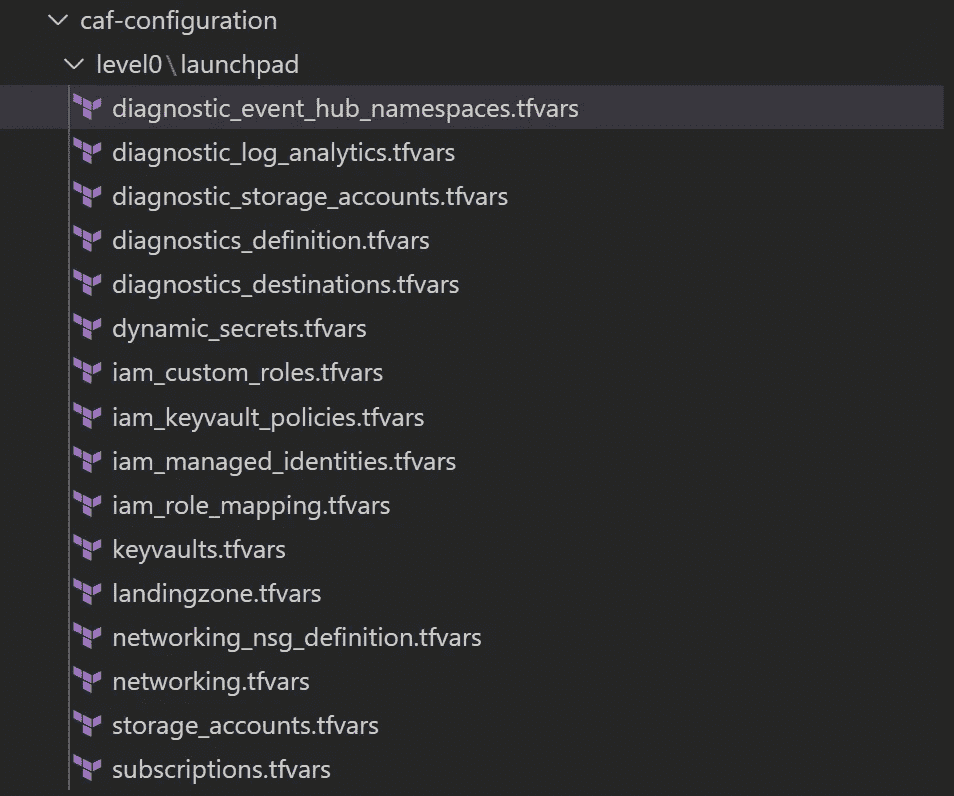 caf-configuration
level0\launchpad
diagnostic_event_hub_namespaces.tfvars
diagnostic_log_analytics.tfvars
diagnostic_storage_accounts.tfvars
diagnostics_definition.tfvars
diagnostics_destinations.tfvars
dynamic_secrets.tfvars
iam_custom_roles.tfvars
iam_keyvault_policies.tfvars
iam_managed_identities.tfvars
iam_role_mapping.tfvars
keyvaults.tfvars
landingzone.tfvars
networking_nsg_definition.tfvars
networking.tfvars
storage_accounts.tfvars
subscriptions.tfvars